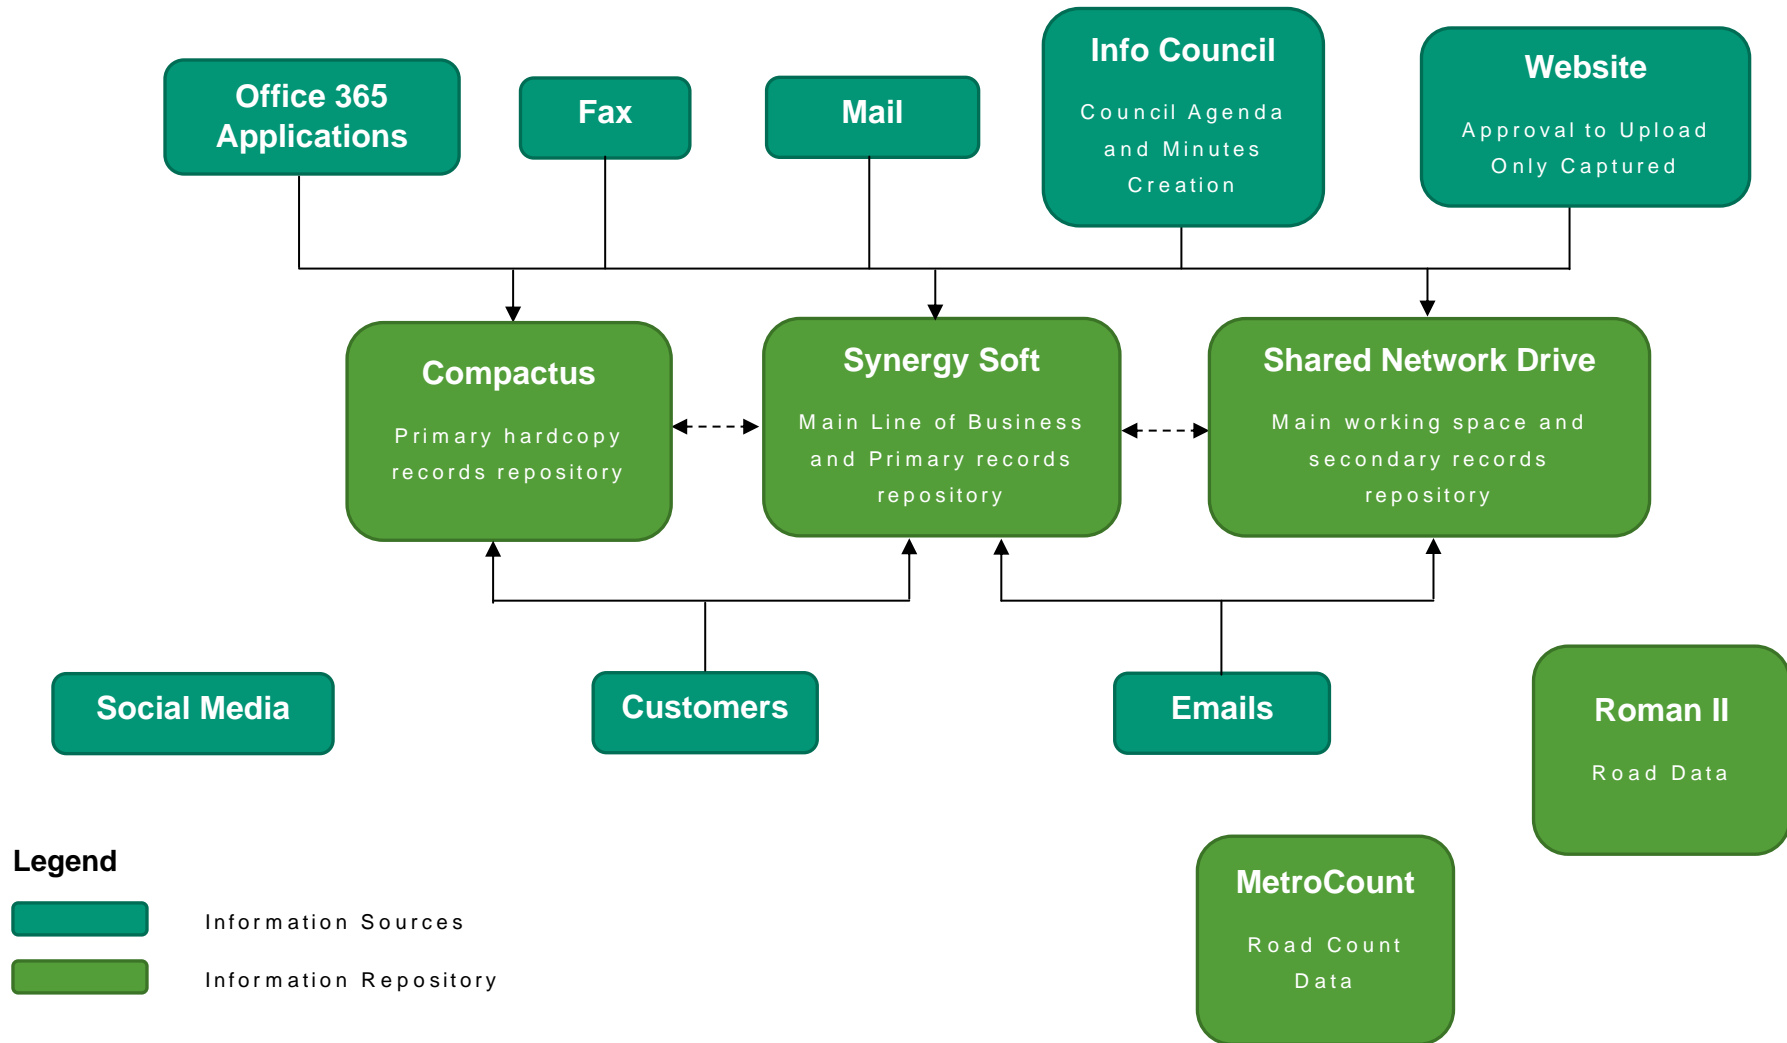 Office 365
Applications
Fax
Mail
Info Council
Council Agenda
and Minutes
Creation
Website
Approval to Upload
Only Captured
Compactus
Primary hardcopy
records repository
Synergy Soft
Main Line of Business
and Primary records
repository
Shared Network Drive
Main working space and
secondary records
repository
Social Media
Customers
Emails
Roman II
Road Data
MetroCount
Road Count
Data
Legend
Information Sources
Information Repository